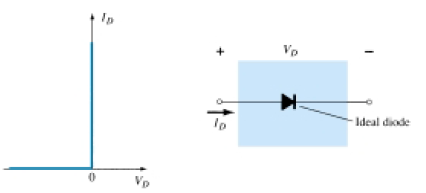 I_D
0
V_D
+ V_D −
I_D
Ideal diode